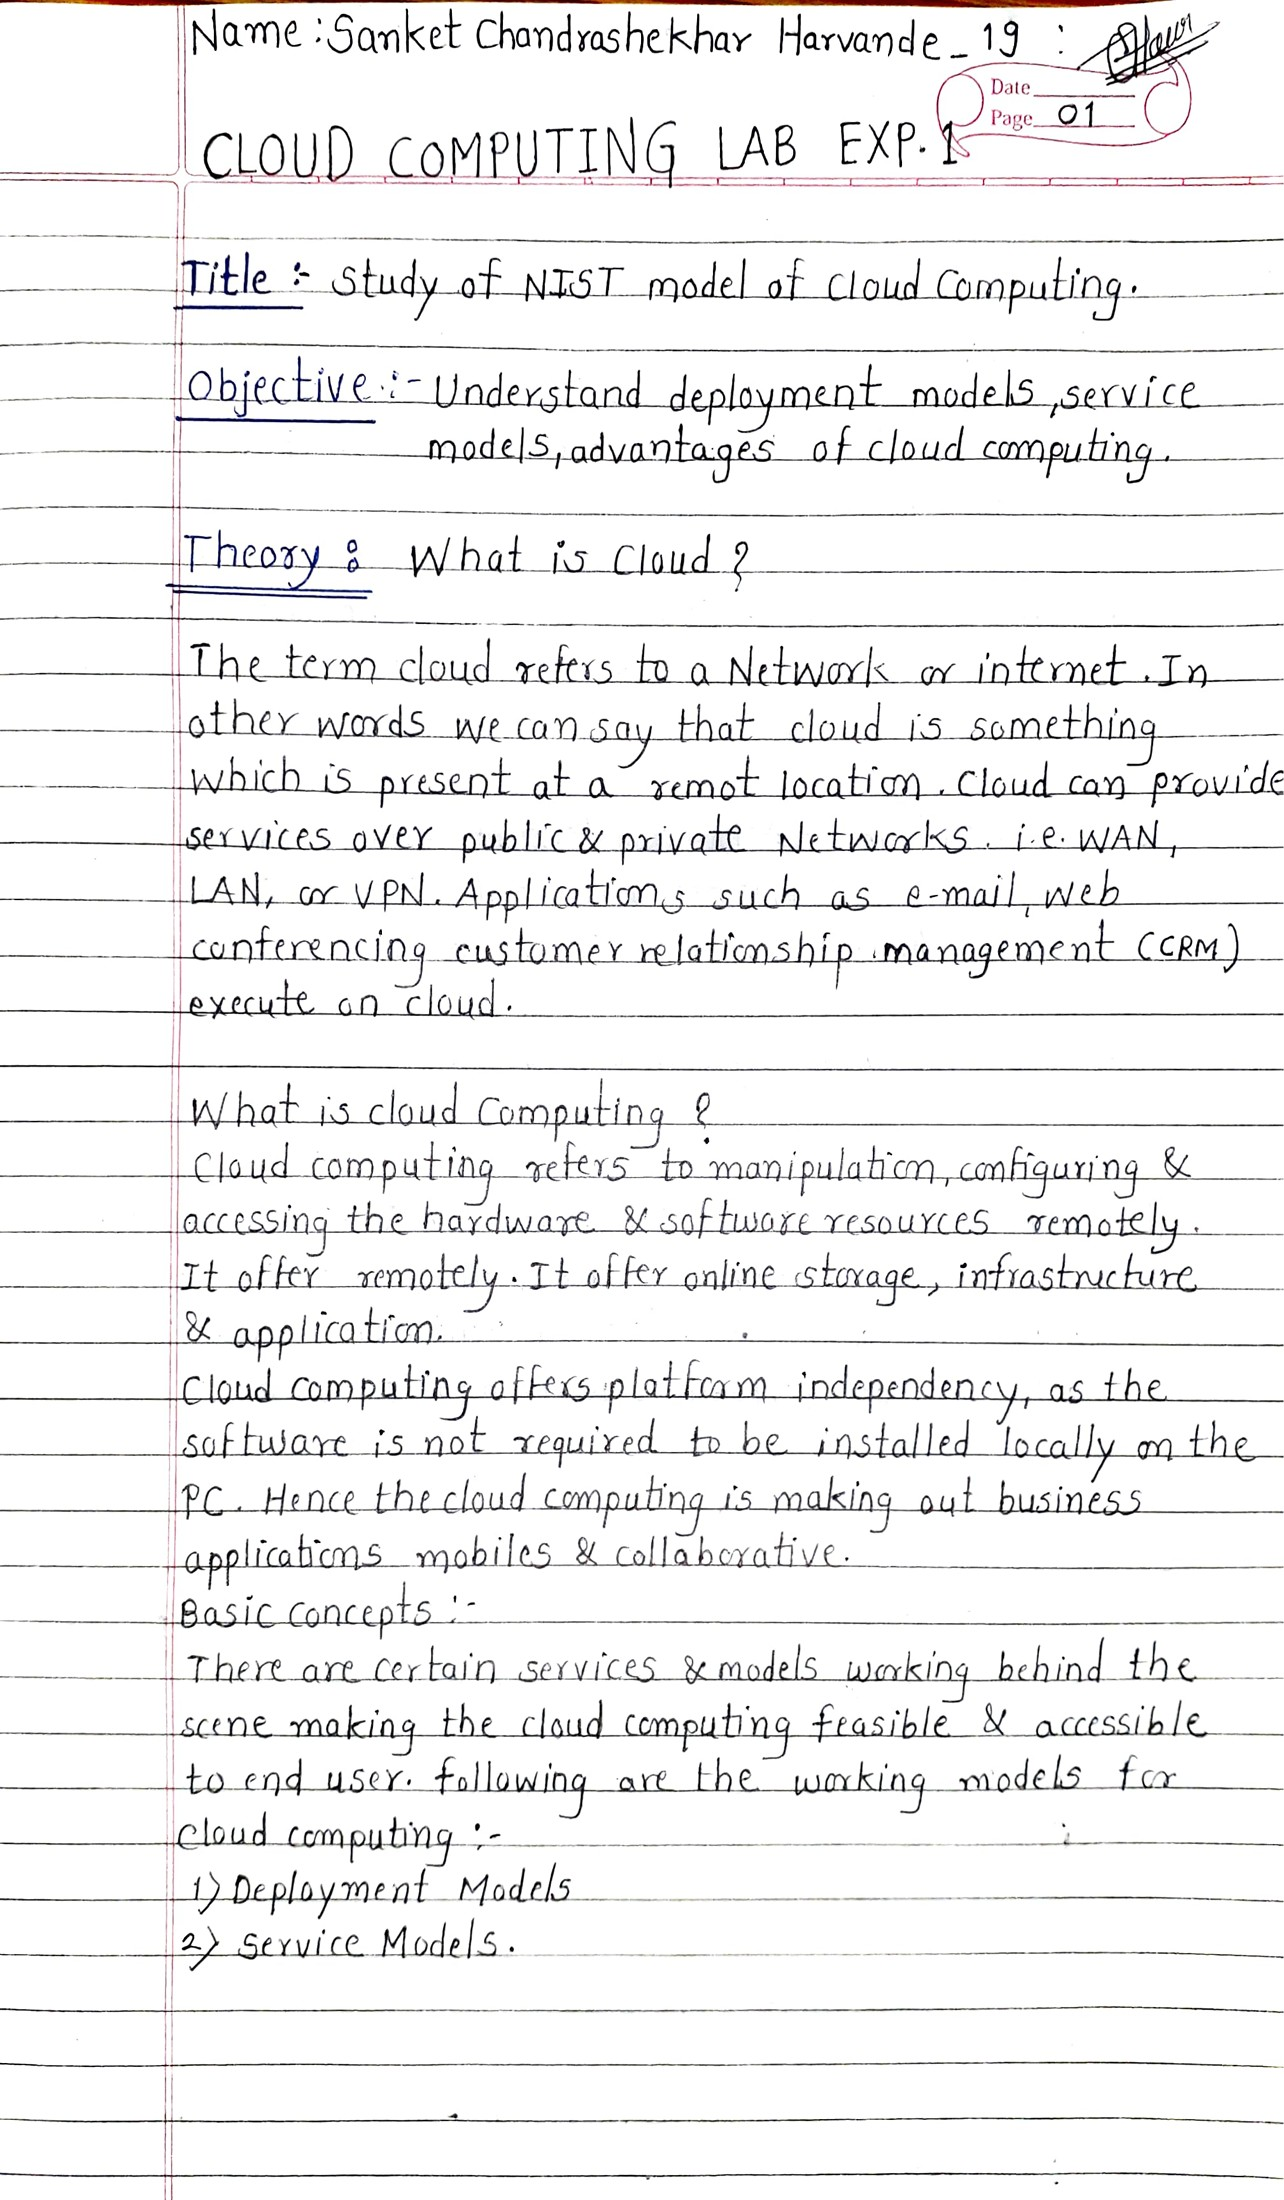 Name : Sanket Chandrashekhar Harvande_19 :
Date
Page 01
CLOUD COMPUTING LAB EXP. 1
Title :- Study of NIST model of cloud computing.
Objective :- Understand deployment models, service
models, advantages of cloud computing.
Theory : What is Cloud ?
The term cloud refers to a Network or internet. In
other words we can say that cloud is something
which is present at a remot location. Cloud can provide
services over public & private Networks. i.e. WAN,
LAN, or VPN. Applications such as e-mail, web
conferencing customer relationship management (CRM)
execute on cloud.
What is cloud computing ?
Cloud computing refers to manipulation, configuring &
accessing the hardware & software resources remotely.
It offer remotely. It offer online storage, infrastructure
& application.
Cloud computing offers platform independency, as the
software is not required to be installed locally on the
PC. Hence the cloud computing is making out business
applications mobiles & collaborative.
Basic concepts :-
There are certain services & models working behind the
scene making the cloud computing feasible & accessible
to end user. following are the working models for
cloud computing :-
1) Deployment Models
2) Service Models.